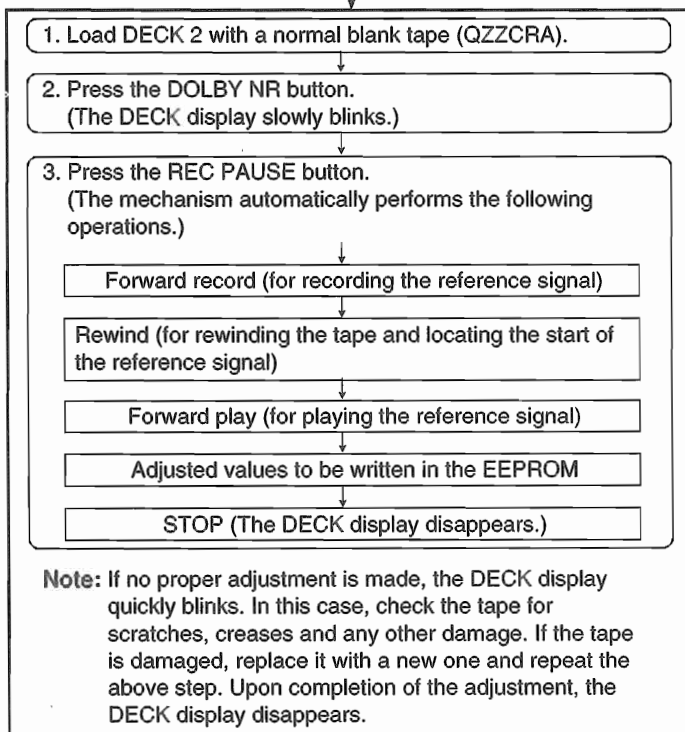 1. Load DECK 2 with a normal blank tape (QZZCRA).
2. Press the DOLBY NR button.
(The DECK display slowly blinks.)
3. Press the REC PAUSE button.
(The mechanism automatically performs the following
operations.)
Forward record (for recording the reference signal)
Rewind (for rewinding the tape and locating the start of
the reference signal)
Forward play (for playing the reference signal)
Adjusted values to be written in the EEPROM
STOP (The DECK display disappears.)
Note: If no proper adjustment is made, the DECK display
quickly blinks. In this case, check the tape for
scratches, creases and any other damage. If the tape
is damaged, replace it with a new one and repeat the
above step. Upon completion of the adjustment, the
DECK display disappears.